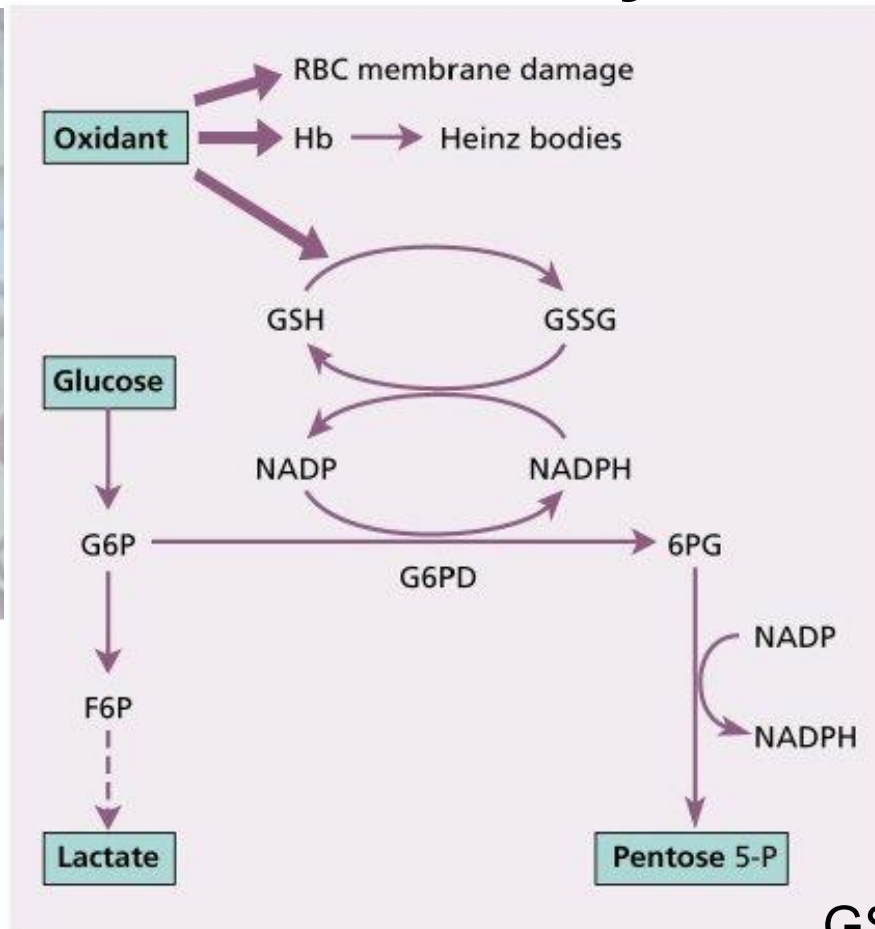 RBC membrane damage
Oxidant
Hb
Heinz bodies
GSH
GSSG
Glucose
NADP
NADPH
G6P
6PG
G6PD
NADP
F6P
NADPH
Lactate
Pentose 5-P